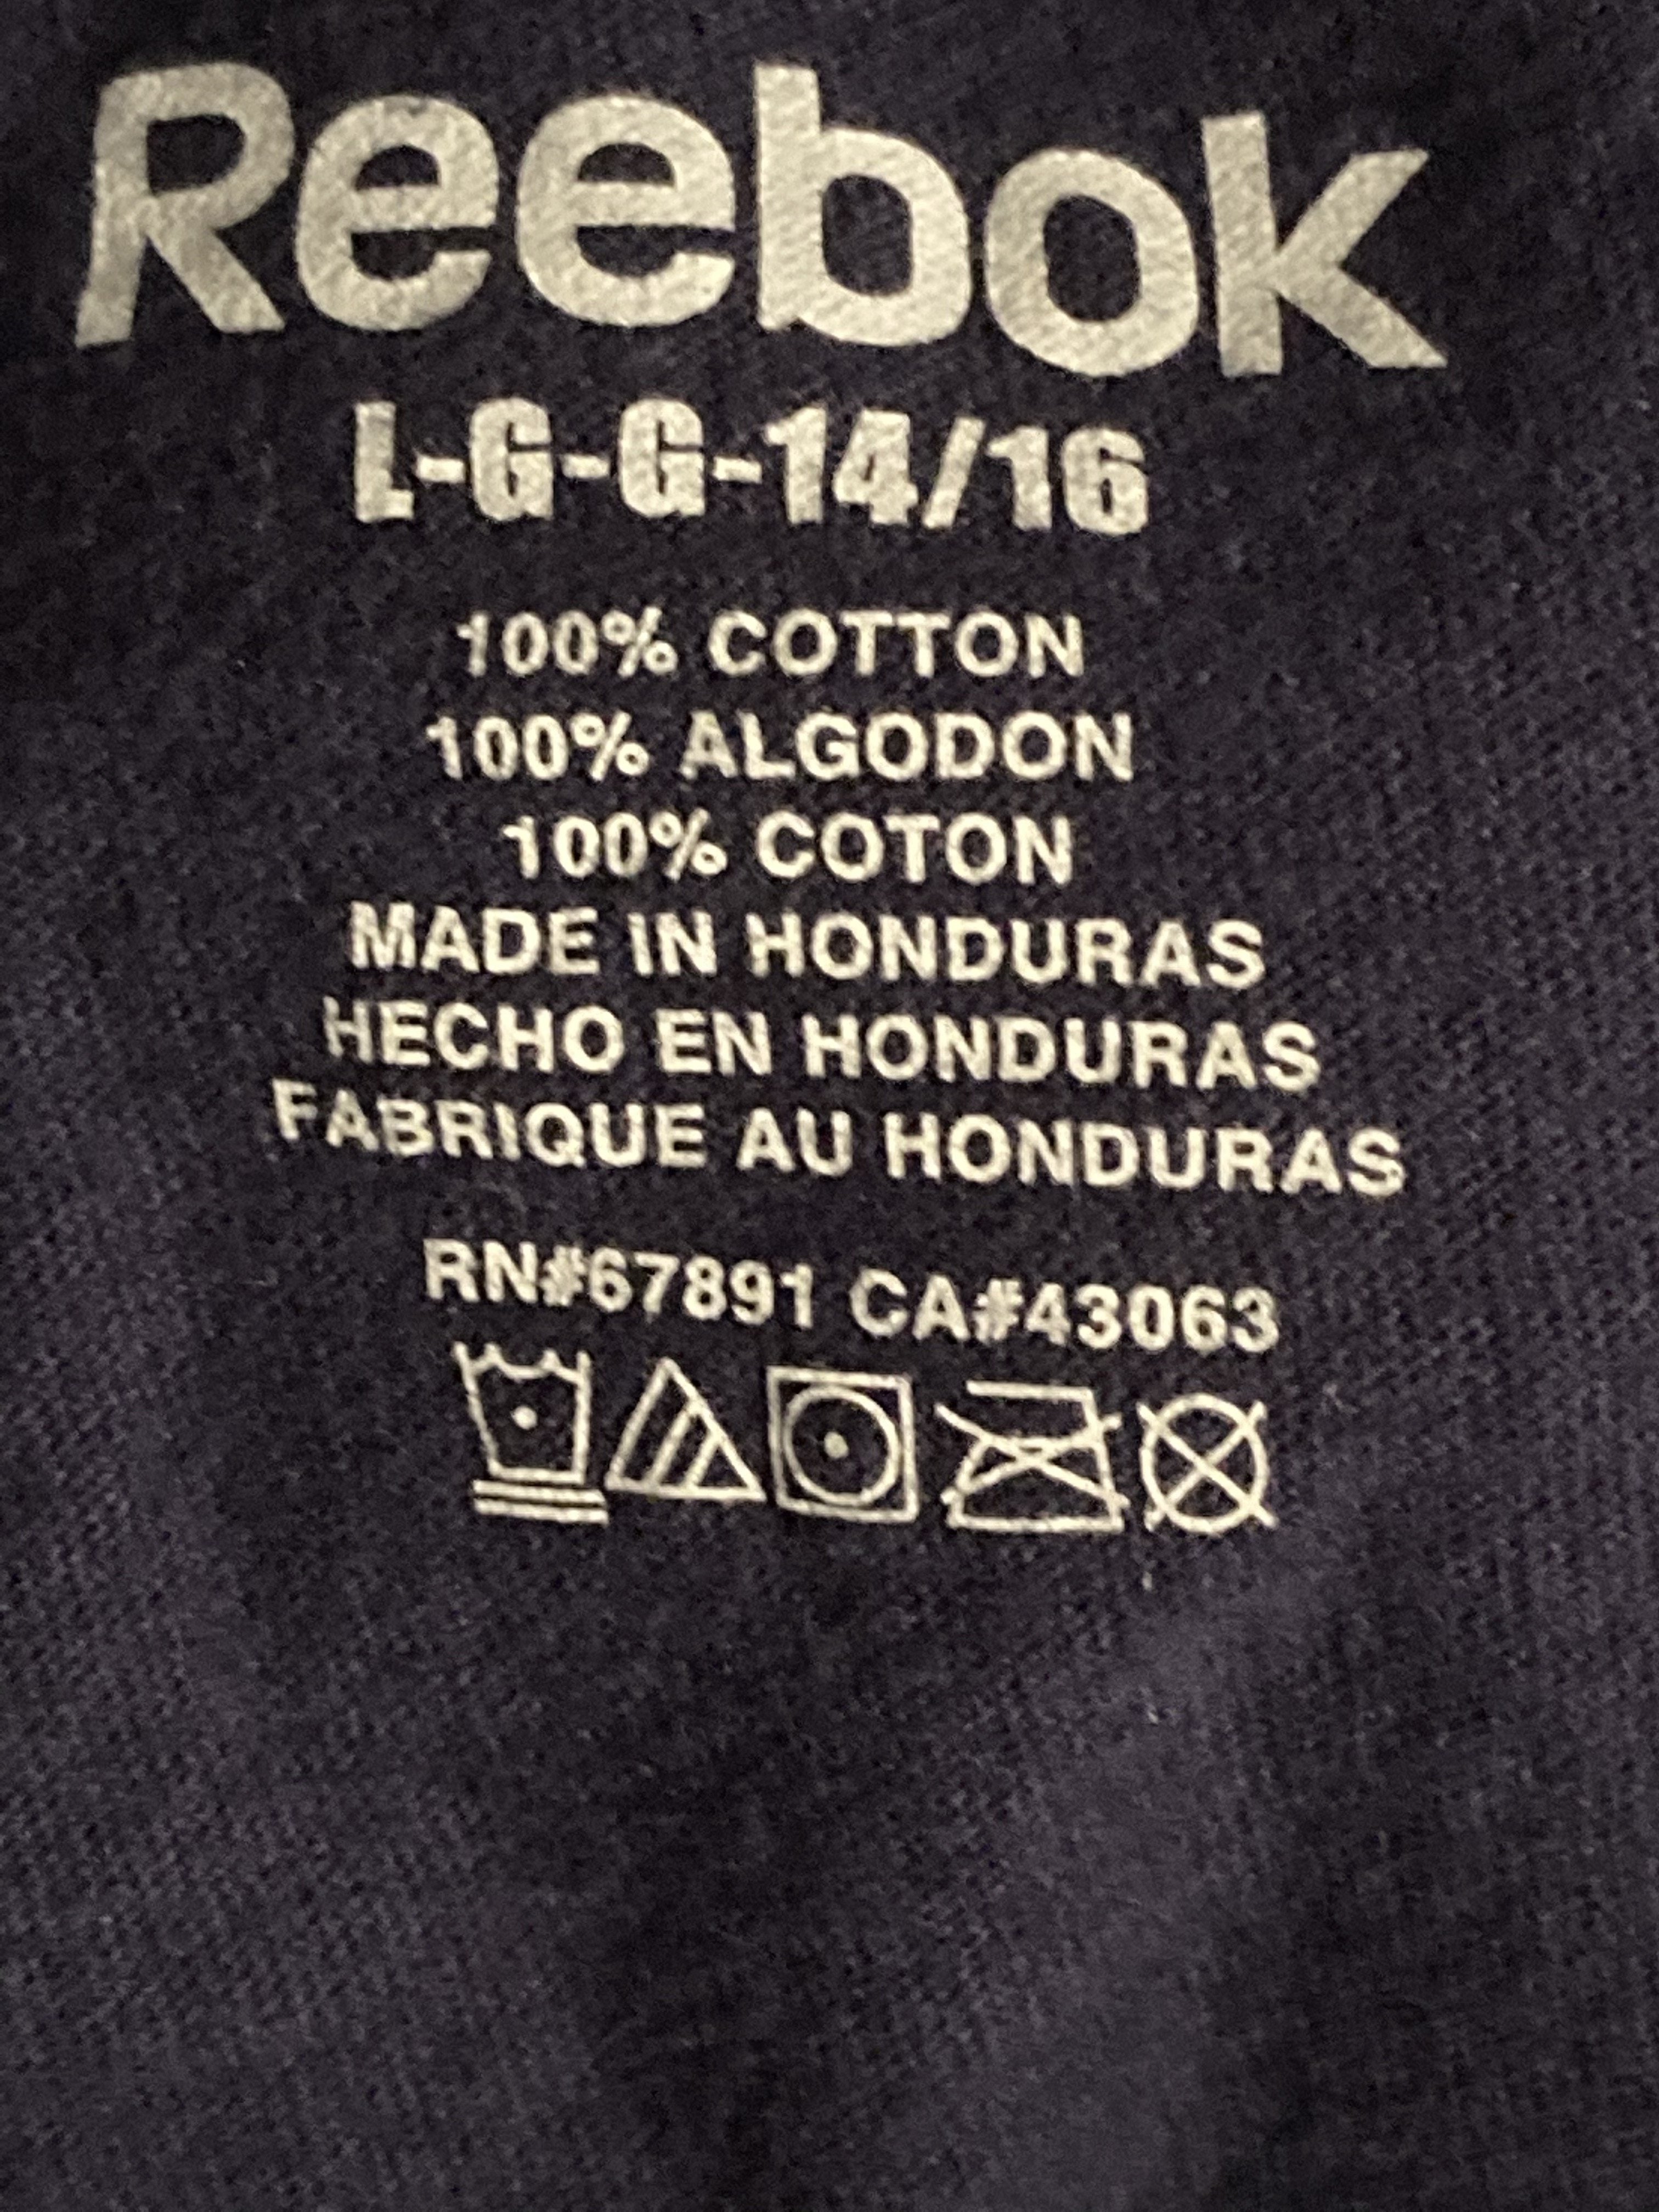 Reebok
L-G-G-14/16
100% COTTON
100% ALGODON
100% COTON
MADE IN HONDURAS
HECHO EN HONDURAS
FABRIQUE AU HONDURAS
RN#67891 CA#43063